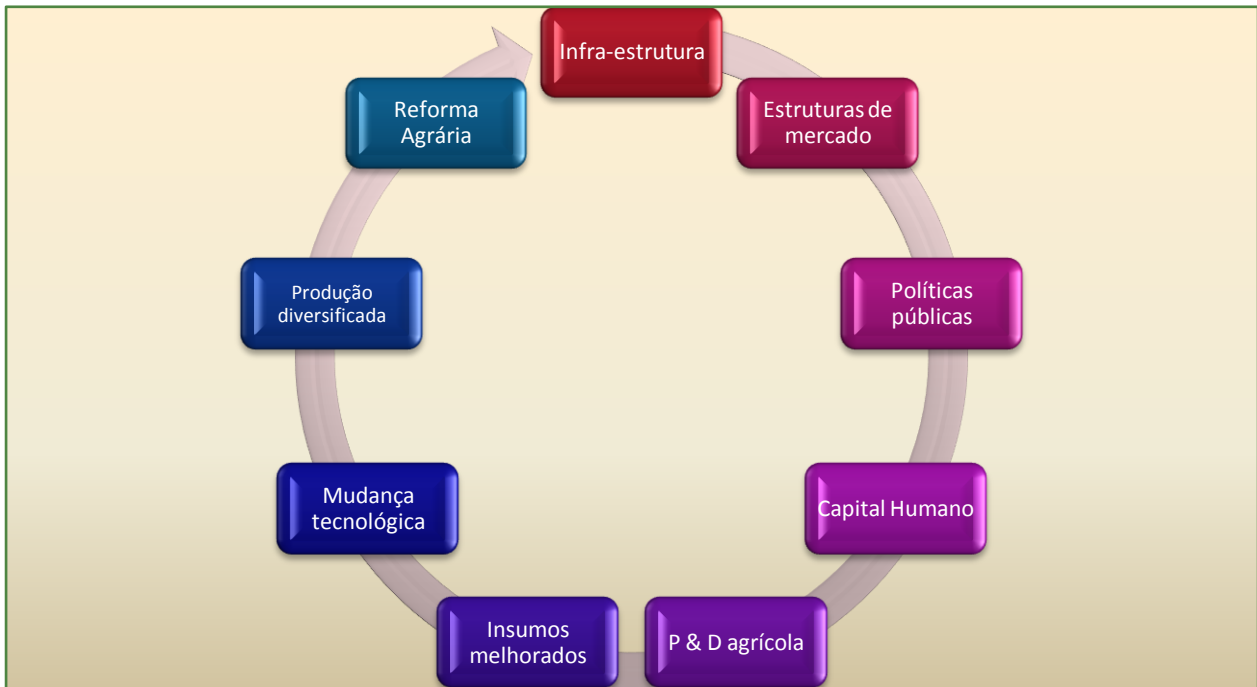 Infra-estrutura
Estruturas de
mercado
Políticas
públicas
Capital Humano
P & D agrícola
Insumos
melhorados
Mudança
tecnológica
Produção
diversificada
Reforma
Agrária